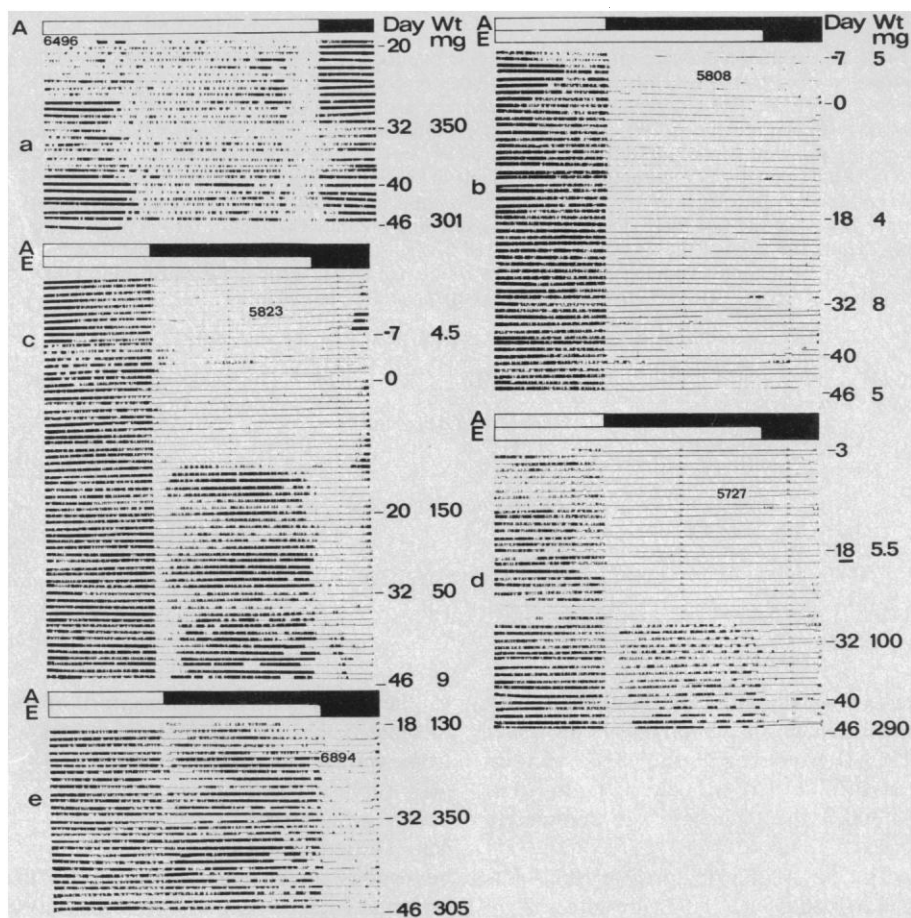 A
6496
20
32 350
a
40
46 301
A
E
5823
c
-7 4.5
0
20 150
32 50
46 9
A
E
18 130
6894
e
32 350
46 305
A Day Wt
E mg
-7 5
5808
0
b
18 4
32 8
40
46 5
A
E
-3
5727
18 5.5
d
32 100
40
46 290
Day Wt
mg